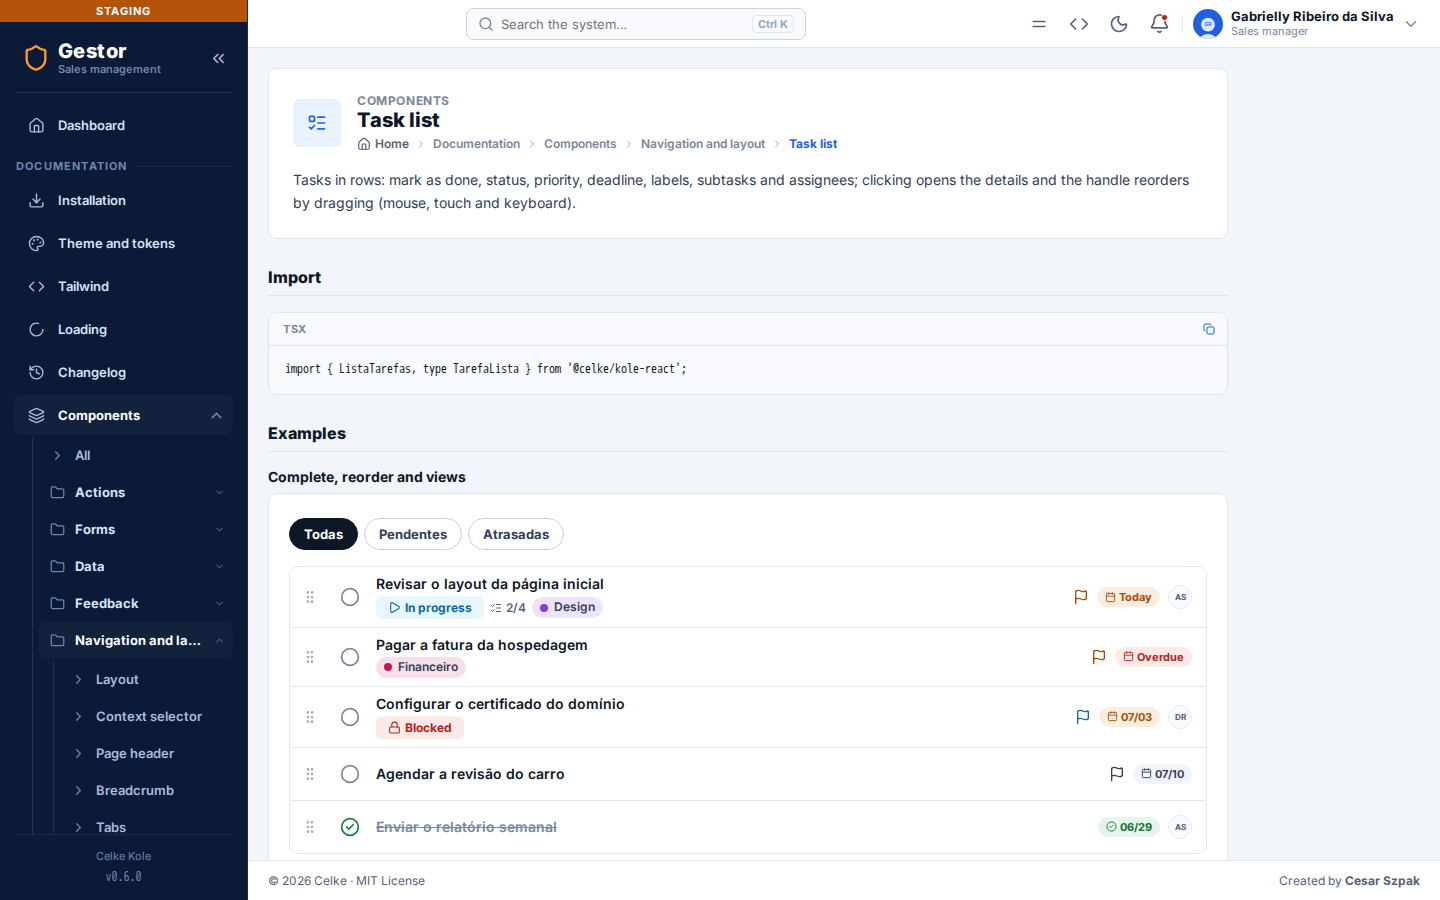 STAGING
Gestor
Sales management
Dashboard
DOCUMENTATION
Installation
Theme and tokens
Tailwind
Loading
Changelog
Components
All
Actions
Forms
Data
Feedback
Navigation and la...
Layout
Context selector
Page header
Breadcrumb
Tabs
Celke Kole
v0.6.0
Search the system...
Ctrl K
GR
Gabrielly Ribeiro da Silva
Sales manager
COMPONENTS
Task list
Home
Documentation
Components
Navigation and layout
Task list
Tasks in rows: mark as done, status, priority, deadline, labels, subtasks and assignees; clicking opens the details and the handle reorders
by dragging (mouse, touch and keyboard).
Import
TSX
import { ListaTarefas, type TarefaLista } from '@celke/kole-react';
Examples
Complete, reorder and views
Todas
Pendentes
Atrasadas
Revisar o layout da página inicial
In progress
2/4
Design
Today
AS
Pagar a fatura da hospedagem
Financeiro
Overdue
Configurar o certificado do domínio
Blocked
07/03
DR
Agendar a revisão do carro
07/10
Enviar o relatório semanal
06/29
AS
© 2026 Celke · MIT License
Created by Cesar Szpak